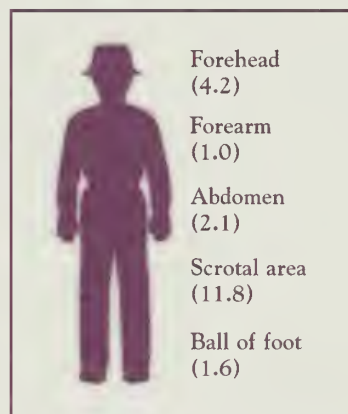 Forehead
(4.2)
Forearm
(1.0)
Abdomen
(2.1)
Scrotal area
(11.8)
Ball of foot
(1.6)